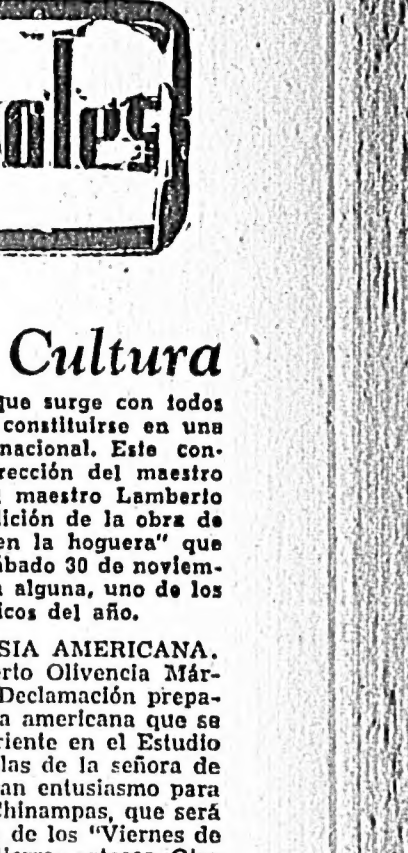 Cultura
que surge con todos
constituirse en una
nacional. Este con-
rección del maestro
maestro Lamberto
dición de la obra de
en la hoguera" que
ábado 30 de noviem-
a alguna, uno de los
icos del año.
SIA AMERICANA.
erto Olivencia Már-
Declamación prepa-
a americana que se
riente en el Estudio
las de la señora de
an entusiasmo para
Chinampas, que será
de los "Viernes de